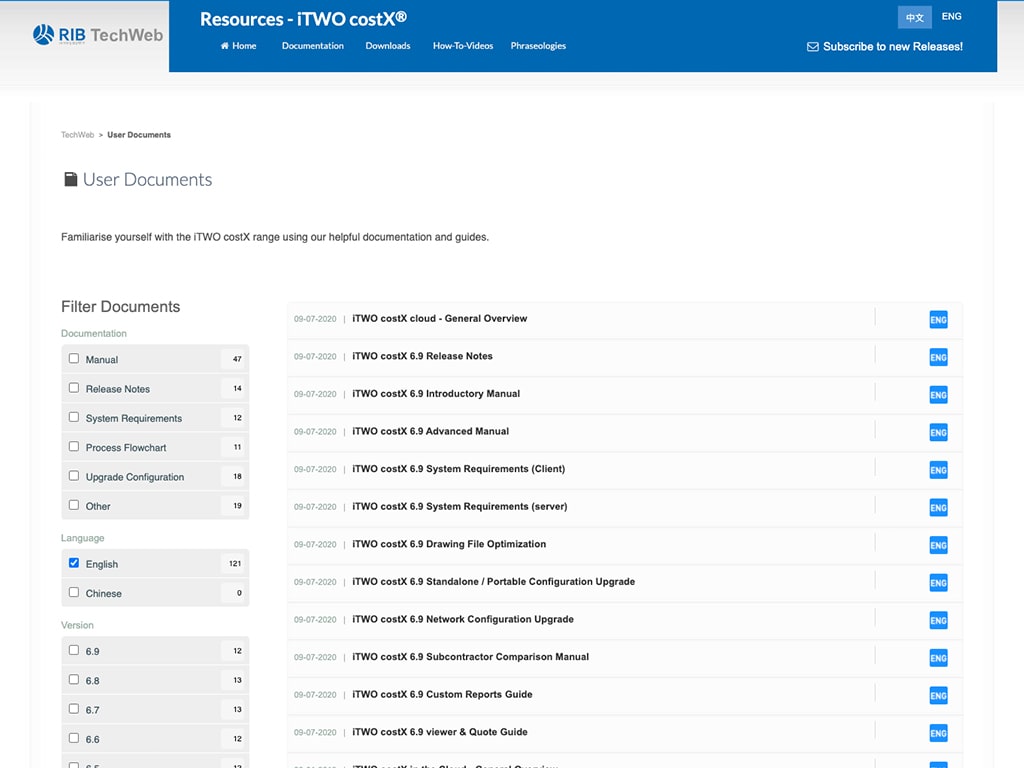 RIB TechWeb
Resources - iTWO costX®
中文
ENG
Home
Documentation
Downloads
How-To-Videos
Phraseologies
Subscribe to new Releases!
TechWeb > User Documents
User Documents
Familiarise yourself with the iTWO costX range using our helpful documentation and guides.
Filter Documents
Documentation
Manual 47
Release Notes 14
System Requirements 12
Process Flowchart 11
Upgrade Configuration 18
Other 19
Language
English 121
Chinese 0
Version
6.9 12
6.8 13
6.7 13
6.6 12
6.5 12
09-07-2020 | iTWO costX cloud - General Overview ENG
09-07-2020 | iTWO costX 6.9 Release Notes ENG
09-07-2020 | iTWO costX 6.9 Introductory Manual ENG
09-07-2020 | iTWO costX 6.9 Advanced Manual ENG
09-07-2020 | iTWO costX 6.9 System Requirements (Client) ENG
09-07-2020 | iTWO costX 6.9 System Requirements (server) ENG
09-07-2020 | iTWO costX 6.9 Drawing File Optimization ENG
09-07-2020 | iTWO costX 6.9 Standalone / Portable Configuration Upgrade ENG
09-07-2020 | iTWO costX 6.9 Network Configuration Upgrade ENG
09-07-2020 | iTWO costX 6.9 Subcontractor Comparison Manual ENG
09-07-2020 | iTWO costX 6.9 Custom Reports Guide ENG
09-07-2020 | iTWO costX 6.9 viewer & Quote Guide ENG
iTWO costX in the Cloud - General Overview